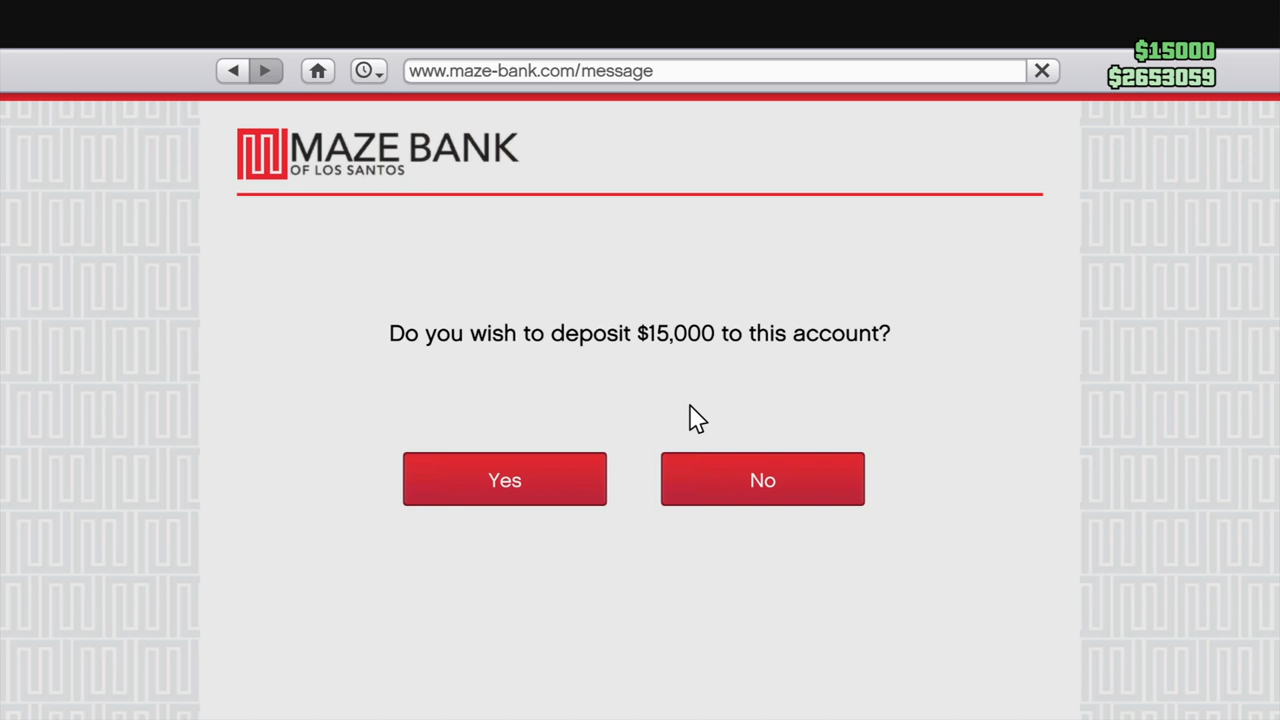 $15000
www.maze-bank.com/message
$2653059
MAZE BANK
OF LOS SANTOS
Do you wish to deposit $15,000 to this account?
Yes
No